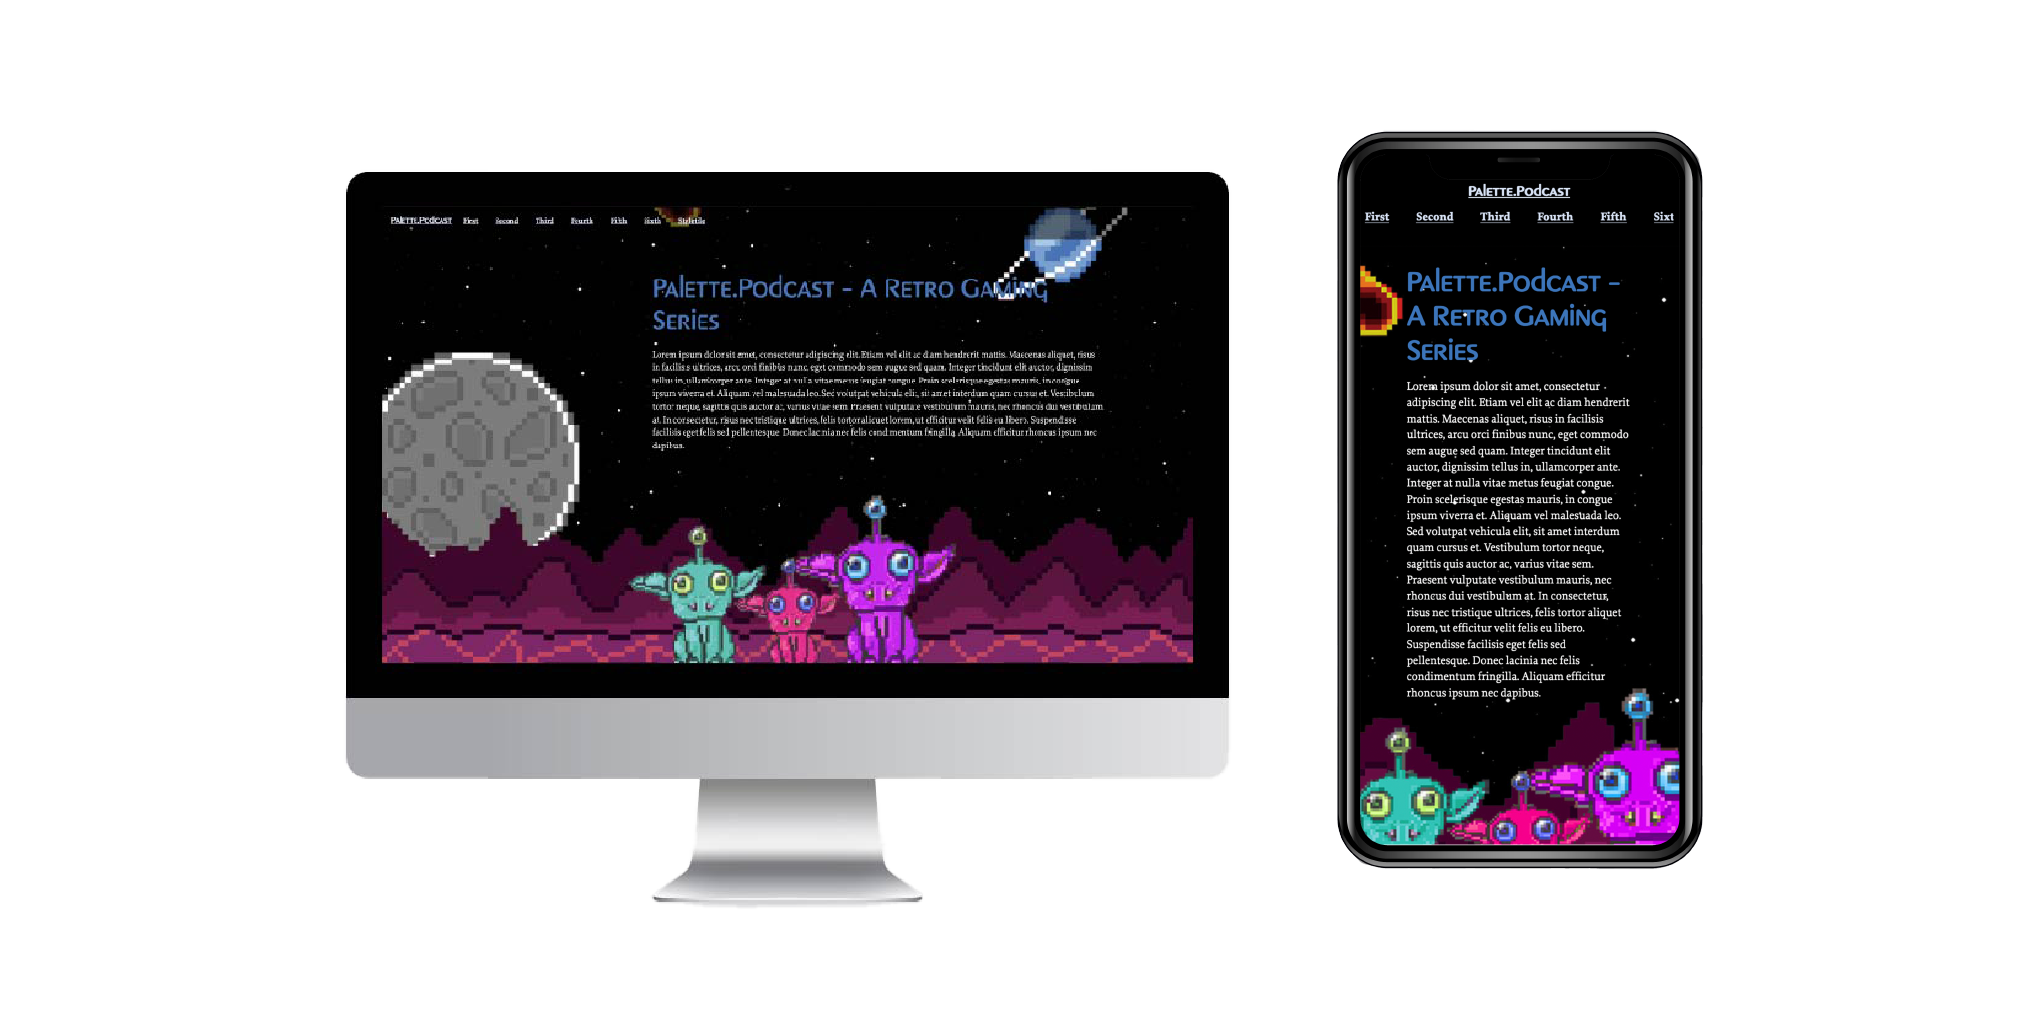 Palette.Podcast First Second Third Fourth Fifth Sixth
Palette.Podcast - A Retro Gaming
Series
Lorem ipsum dolor sit amet, consectetur adipiscing elit. Etiam vel elit ac diam hendrerit mattis. Maecenas aliquet, risus
in facilisis ultrices, arcu orci finibus nunc, eget commodo sem augue sed quam. Integer tincidunt elit auctor, dignissim
tellus in, ullamcorper ante. Integer at nulla vitae metus feugiat congue. Proin scelerisque egestas mauris, in congue
ipsum viverra et. Aliquam vel malesuada leo. Sed volutpat vehicula elit, sit amet interdum quam cursus et. Vestibulum
tortor neque, sagittis quis auctor ac, varius vitae sem. Praesent vulputate vestibulum mauris, nec rhoncus dui vestibulum
at. In consectetur, risus nec tristique ultrices, felis tortor aliquet lorem, ut efficitur velit felis eu libero. Suspendisse
facilisis eget felis sed pellentesque. Donec lacinia nec felis condimentum fringilla. Aliquam efficitur rhoncus ipsum nec
dapibus.
Palette.Podcast
First Second Third Fourth Fifth Sixt
Palette.Podcast -
A Retro Gaming
Series
Lorem ipsum dolor sit amet, consectetur
adipiscing elit. Etiam vel elit ac diam hendrerit
mattis. Maecenas aliquet, risus in facilisis
ultrices, arcu orci finibus nunc, eget commodo
sem augue sed quam. Integer tincidunt elit
auctor, dignissim tellus in, ullamcorper ante.
Integer at nulla vitae metus feugiat congue.
Proin scelerisque egestas mauris, in congue
ipsum viverra et. Aliquam vel malesuada leo.
Sed volutpat vehicula elit, sit amet interdum
quam cursus et. Vestibulum tortor neque,
sagittis quis auctor ac, varius vitae sem.
Praesent vulputate vestibulum mauris, nec
rhoncus dui vestibulum at. In consectetur,
risus nec tristique ultrices, felis tortor aliquet
lorem, ut efficitur velit felis eu libero.
Suspendisse facilisis eget felis sed
pellentesque. Donec lacinia nec felis
condimentum fringilla. Aliquam efficitur
rhoncus ipsum nec dapibus.